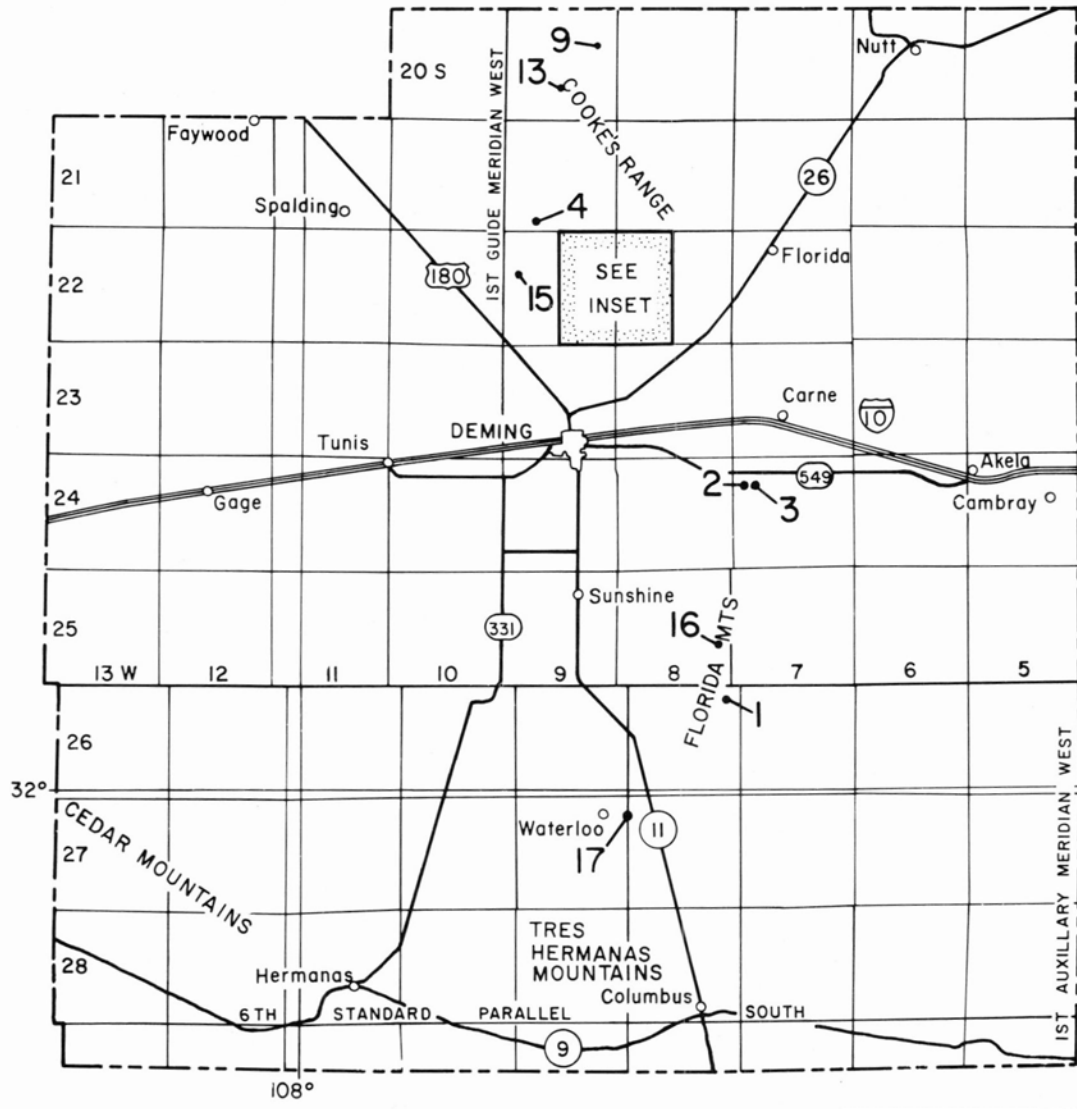 9
Nutt
20 S
13
COOKE'S RANGE
1ST GUIDE MERIDIAN WEST
Faywood
21
26
Spalding
4
Florida
180
SEE
INSET
22
15
23
Carne
10
DEMING
Tunis
Akela
24
2
3
549
Gage
Cambray
Sunshine
25
331
16
FLORIDA MTS
13 W
12
11
10
9
8
7
6
5
1
26
32°
CEDAR MOUNTAINS
Waterloo
11
27
17
1ST AUXILLARY MERIDIAN WEST
TRES
HERMANAS
MOUNTAINS
28
Hermanas
Columbus
6TH STANDARD PARALLEL SOUTH
9
108°